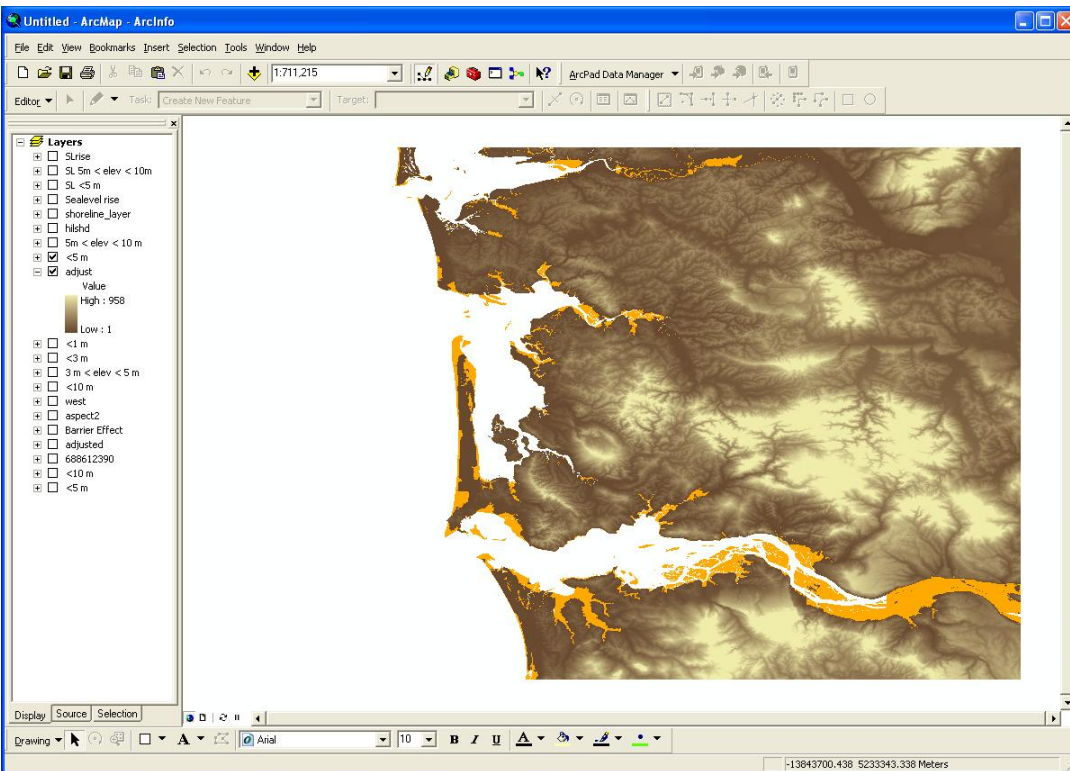 Untitled - ArcMap - ArcInfo
File Edit View Bookmarks Insert Selection Tools Window Help
1:711,215 ArcPad Data Manager
Editor Task: Create New Feature Target:
Layers
SLrise
SL 5m < elev < 10m
SL <5 m
Sealevel rise
shoreline_layer
hilshd
5m < elev < 10 m
<5 m
adjust
Value
High : 958
Low : 1
<1 m
<3 m
3 m < elev < 5 m
<10 m
west
aspect2
Barrier Effect
adjusted
688612390
<10 m
<5 m
Display Source Selection
Drawing A Arial 10 B I U A
-13843700.438 5233343.338 Meters